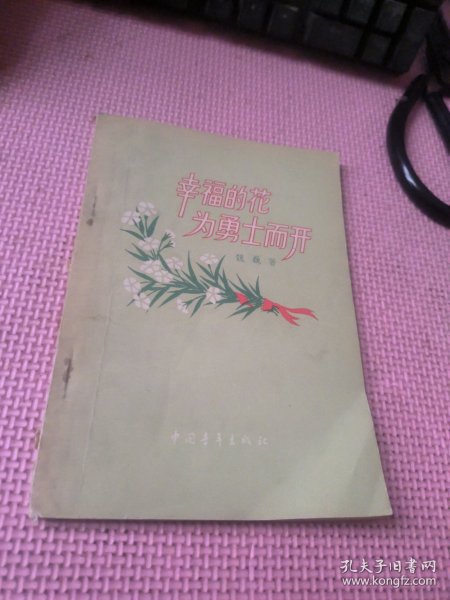 幸福的花
为勇士而开
魏巍 著
中国青年出版社
孔夫子旧书网
www.kongfz.com